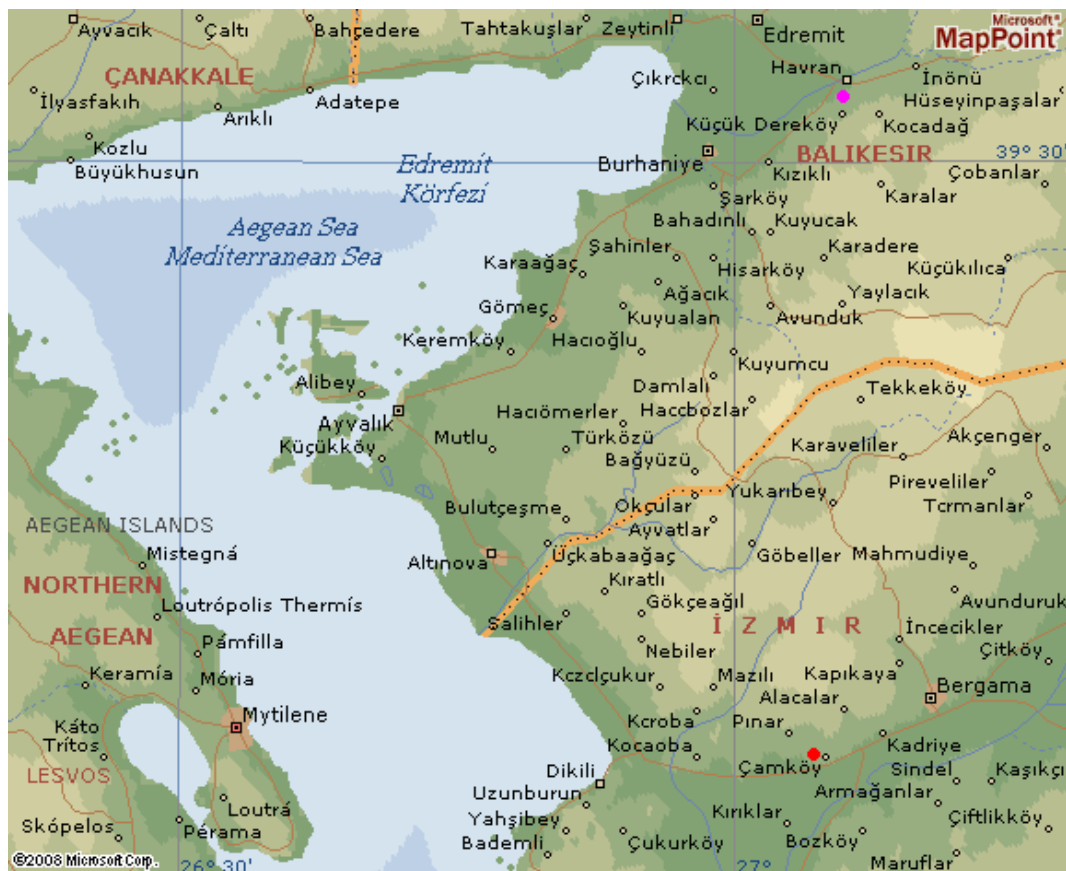 Ayvacık
Çaltı
Bahçedere
Tahtakuşlar
Zeytinli
Edremit
Microsoft®
MapPoint®
ÇANAKKALE
Çıkrckcı
Havran
İnönü
İlyasfakıh
Arıklı
Adatepe
Hüseyinpaşalar
Küçük Dereköy
Kocadağ
Kozlu
Büyükhusun
Edremit
Körfezi
Burhaniye
BALIKESIR
39° 30'
Kızıklı
Çobanlar
Şarköy
Karalar
Aegean Sea
Mediterranean Sea
Bahadınlı
Kuyucak
Şahinler
Karadere
Karaağaç
Hisarköy
Küçükılıca
Ağacık
Yaylacık
Gömeç
Kuyualan
Avunduk
Keremköy
Hacıoğlu
Kuyumcu
Alibey
Damlalı
Tekkeköy
Ayvalık
Hacıömerler
Haccbozlar
Küçükköy
Mutlu
Türközü
Karaveliler
Akçenger
Bağyüzü
Pireveliler
Okçular
Yukarıbey
Tcrmanlar
Bulutçeşme
Ayvatlar
AEGEAN ISLANDS
Mistegná
Altınova
Üçkabaağaç
Göbeller
Mahmudiye
NORTHERN
Kıratlı
Avunduruk
Loutrópolis Thermís
Gökçeağıl
AEGEAN
Salihler
İZMIR
İncecikler
Pámfilla
Nebiler
Çitköy
Keramía
Mória
Kczclçukur
Mazılı
Kapıkaya
Bergama
Alacalar
Káto
Trítos
Mytilene
Kcroba
Pınar
Kocaoba
Kadriye
LESVOS
Dikili
Çamköy
Sindel
Kaşıkçı
Uzunburun
Armağanlar
Loutrá
Skópelos
Pérama
Yahşibey
Kırıklar
Çiftlikköy
Bademli
Çukurköy
Bozköy
Maruflar
©2008 Microsoft Corp.
26° 30'
27°